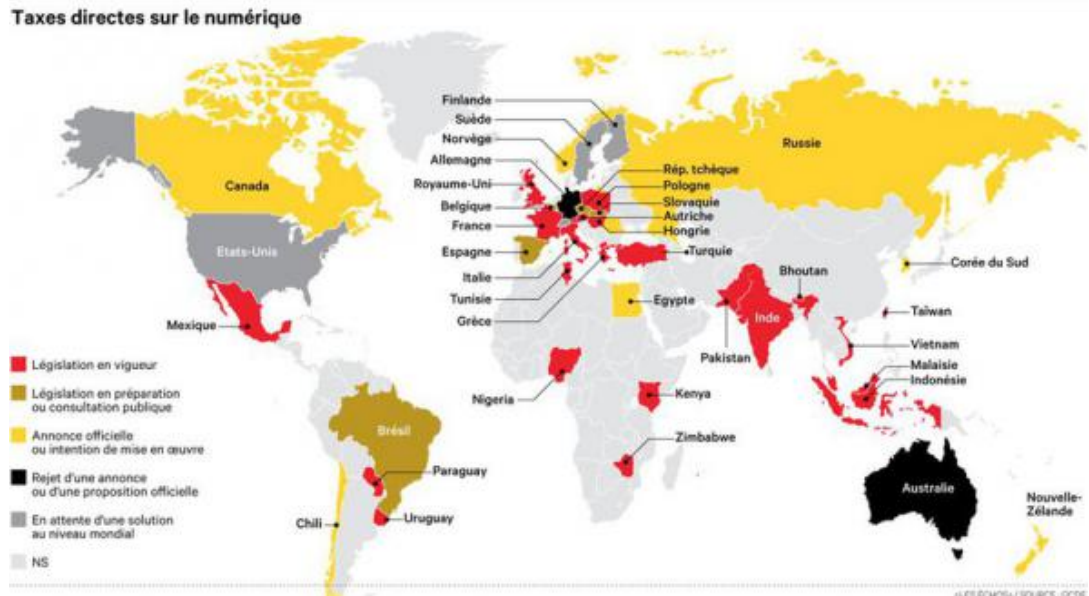 Taxes directes sur le numérique
Finlande
Suède
Norvège
Allemagne
Royaume-Uni
Belgique
France
Espagne
Italie
Tunisie
Grèce
Rép. tchèque
Pologne
Slovaquie
Autriche
Hongrie
Turquie
Russie
Canada
Etats-Unis
Mexique
Egypte
Bhoutan
Corée du Sud
Inde
Taïwan
Pakistan
Vietnam
Malaisie
Indonésie
Nigeria
Kenya
Zimbabwe
Brésil
Paraguay
Chili
Uruguay
Australie
Nouvelle-
Zélande
Législation en vigueur
Législation en préparation
ou consultation publique
Annonce officielle
ou intention de mise en œuvre
Rejet d'une annonce
ou d'une proposition officielle
En attente d'une solution
au niveau mondial
NS